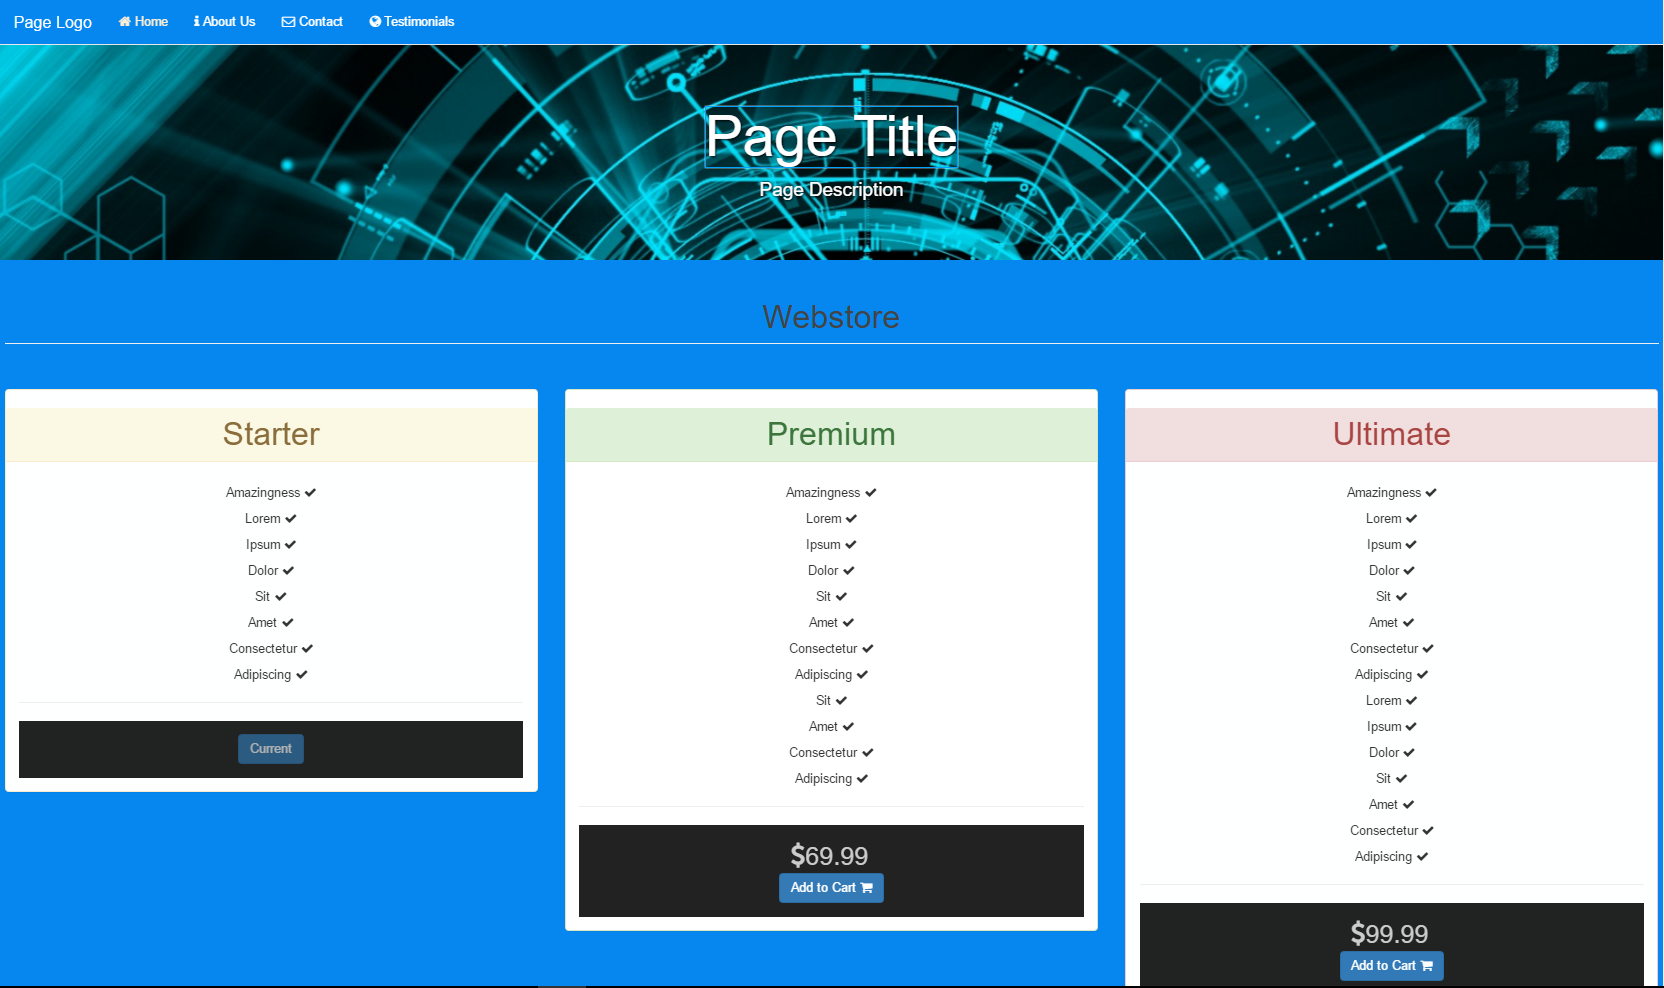 Page Logo Home About Us Contact Testimonials
Page Title
Page Description
Webstore
Starter
Amazingness
Lorem
Ipsum
Dolor
Sit
Amet
Consectetur
Adipiscing
Current
Premium
Amazingness
Lorem
Ipsum
Dolor
Sit
Amet
Consectetur
Adipiscing
Sit
Amet
Consectetur
Adipiscing
$69.99
Add to Cart
Ultimate
Amazingness
Lorem
Ipsum
Dolor
Sit
Amet
Consectetur
Adipiscing
Lorem
Ipsum
Dolor
Sit
Amet
Consectetur
Adipiscing
$99.99
Add to Cart